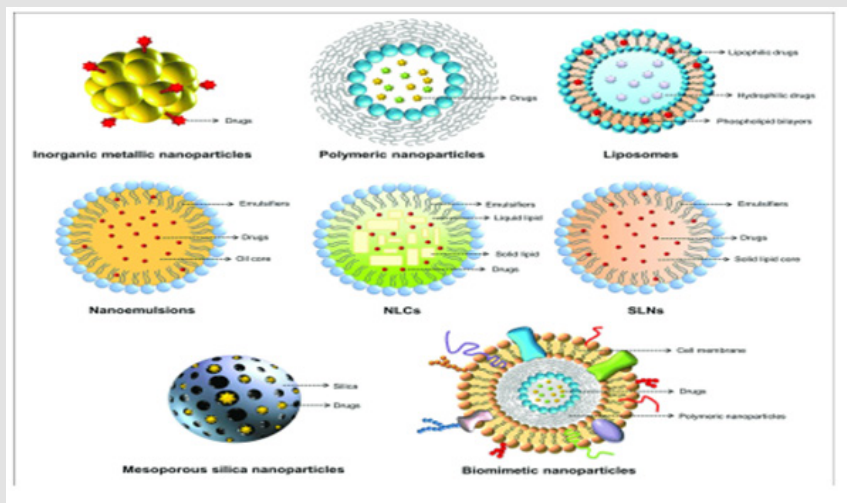 Drugs
Inorganic metallic nanoparticles
Drugs
Polymeric nanoparticles
Lipophilic drugs
Hydrophilic drugs
Phospholipid bilayers
Liposomes
Emulsifiers
Drugs
Oil core
Nanoemulsions
Emulsifiers
Liquid lipid
Solid lipid
Drugs
NLCs
Emulsifiers
Drugs
Solid lipid core
SLNs
Silica
Drugs
Mesoporous silica nanoparticles
Cell membrane
Drugs
Polymeric nanoparticles
Biomimetic nanoparticles